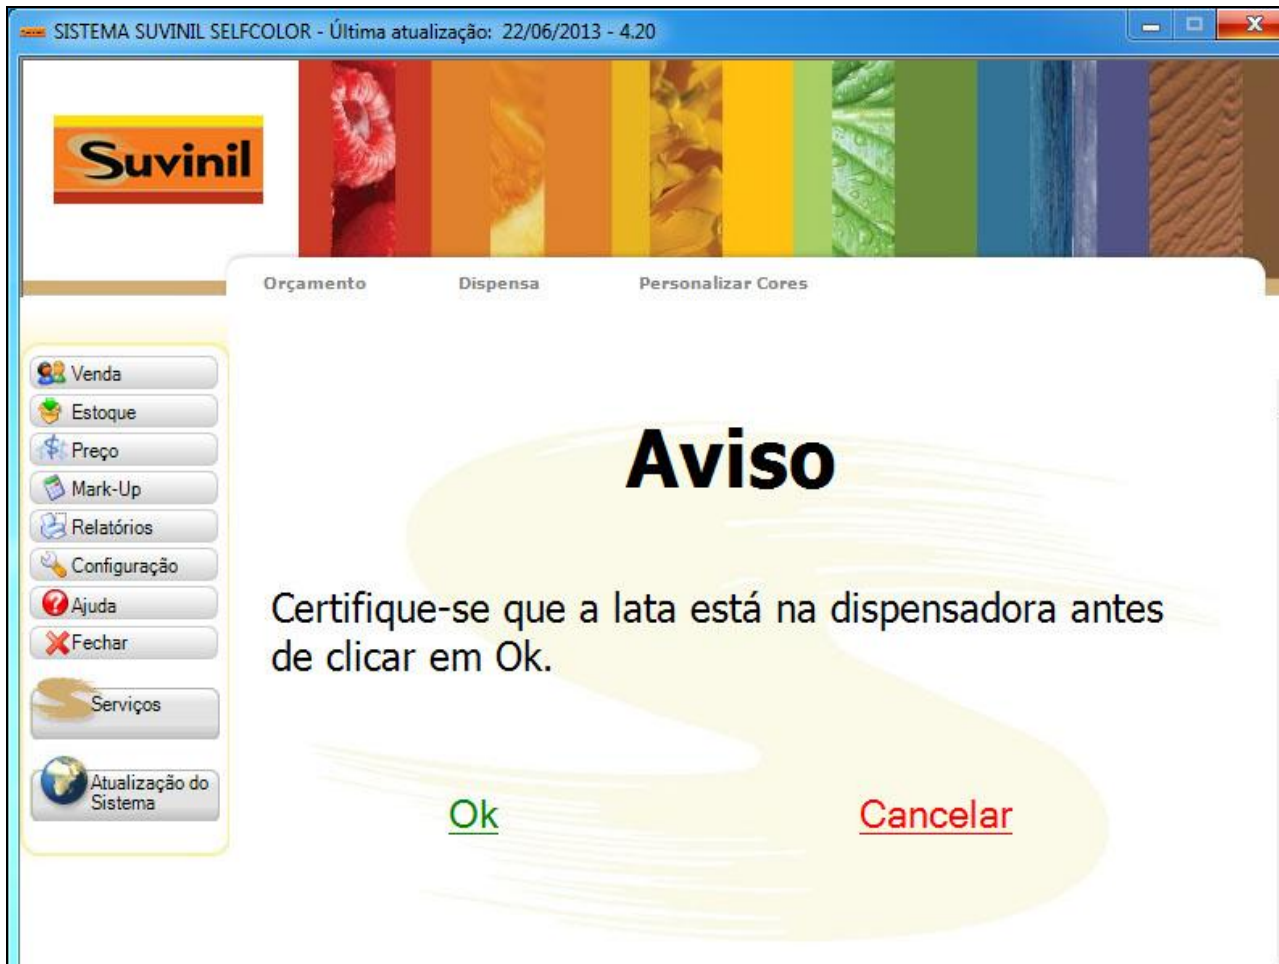 SISTEMA SUVINIL SELFCOLOR - Última atualização: 22/06/2013 - 4.20
Suvinil
Orçamento Dispensa Personalizar Cores
Venda
Estoque
Preço
Mark-Up
Relatórios
Configuração
Ajuda
Fechar
Serviços
Atualização do
Sistema
Aviso
Certifique-se que a lata está na dispensadora antes
de clicar em Ok.
Ok Cancelar